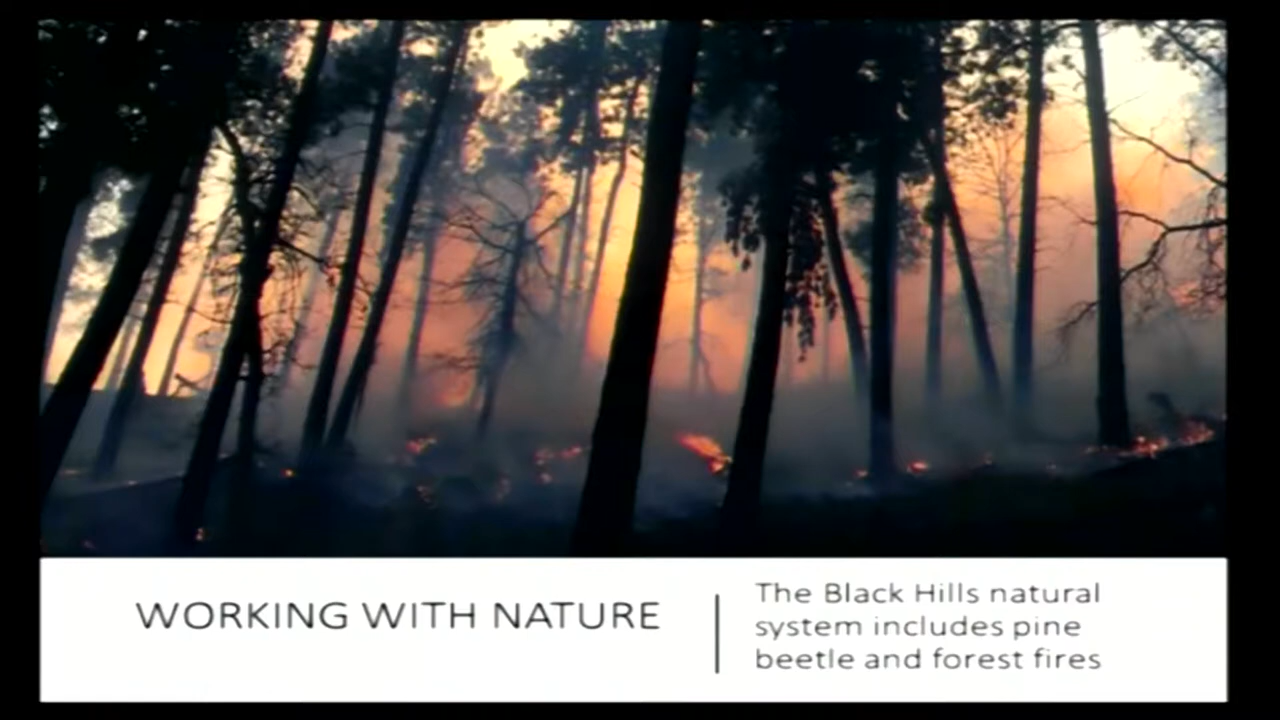 WORKING WITH NATURE
The Black Hills natural
system includes pine
beetle and forest fires